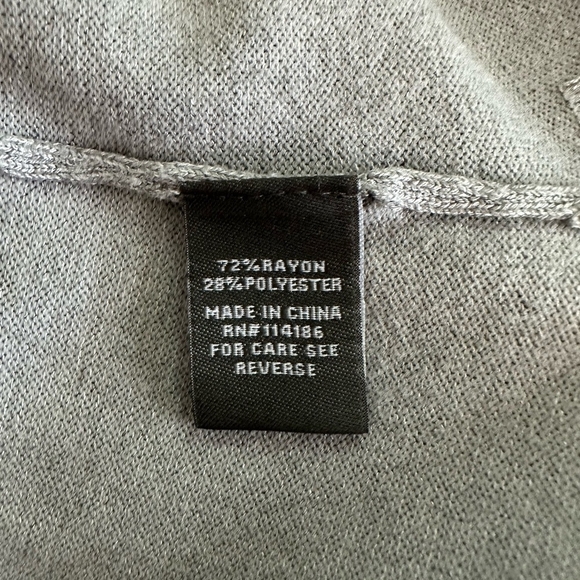 72%RAYON
28%POLYESTER
MADE IN CHINA
RN#114186
FOR CARE SEE
REVERSE